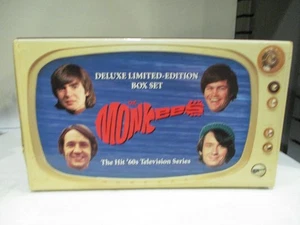 DELUXE LIMITED-EDITION
BOX SET
THE
MONKEES
The Hit '60s Television Series